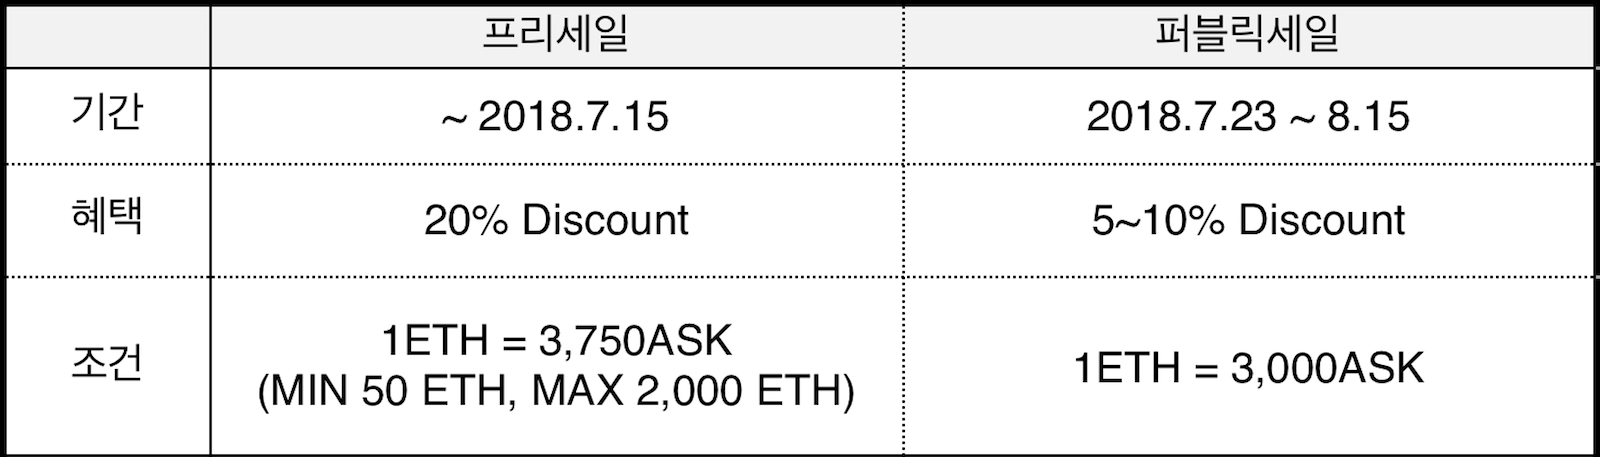 프리세일 퍼블릭세일
기간 ~ 2018.7.15 2018.7.23 ~ 8.15
혜택 20% Discount 5~10% Discount
조건 1ETH = 3,750ASK
(MIN 50 ETH, MAX 2,000 ETH) 1ETH = 3,000ASK